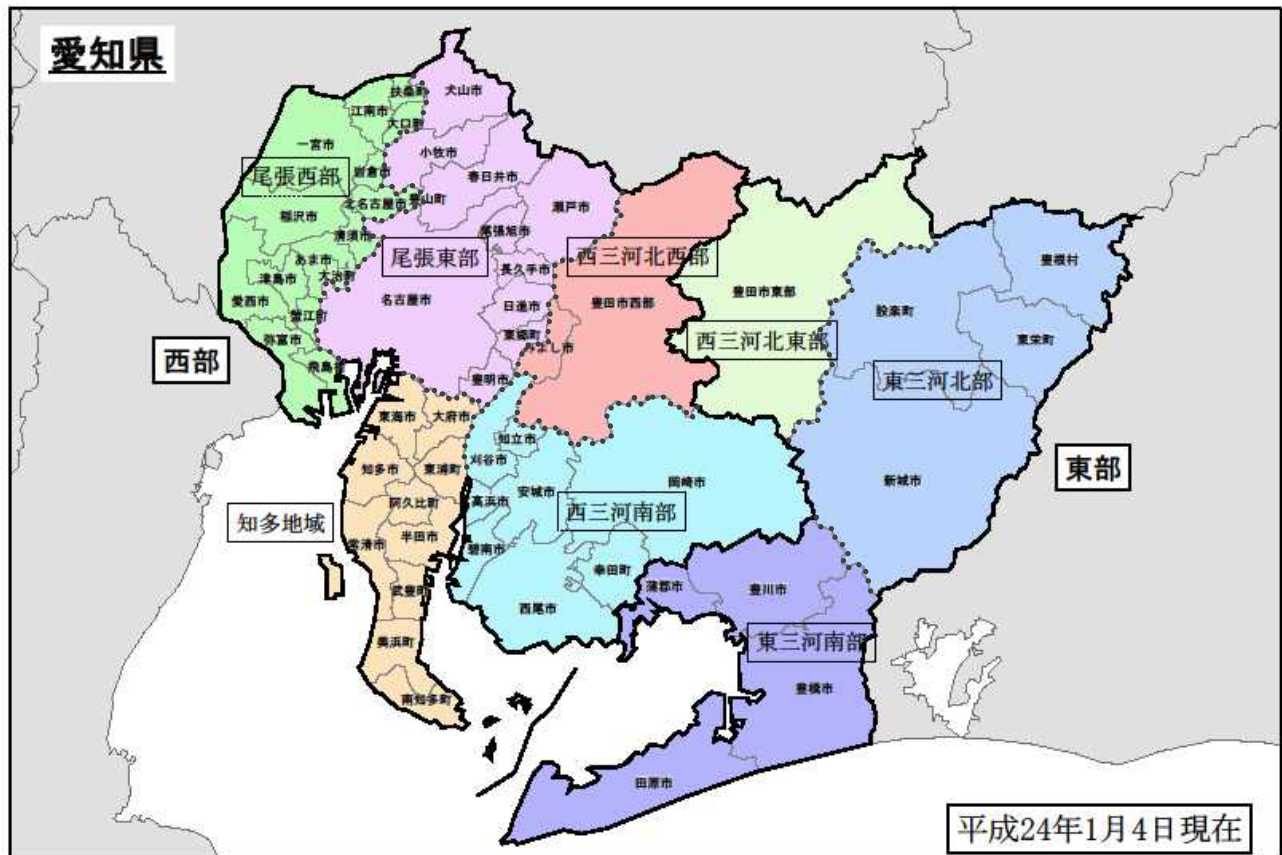 愛知県
犬山市
扶桑町
江南市
大口町
一宮市
小牧市
尾張西部
岩倉市
春日井市
豊山町
北名古屋市
瀬戸市
稲沢市
清須市
尾張旭市
尾張東部
西三河北西部
あま市
長久手市
大治町
津島市
豊田市西部
豊田市東部
豊根村
愛西市
名古屋市
日進市
設楽町
蟹江町
東郷町
東栄町
弥富市
みよし市
西三河北東部
西部
飛島村
豊明市
東三河北部
東海市
大府市
知立市
刈谷市
知多市
東浦町
東部
岡崎市
新城市
安城市
高浜市
阿久比町
西三河南部
知多地域
半田市
常滑市
碧南市
幸田町
蒲郡市
豊川市
武豊町
西尾市
美浜町
東三河南部
豊橋市
南知多町
田原市
平成24年1月4日現在